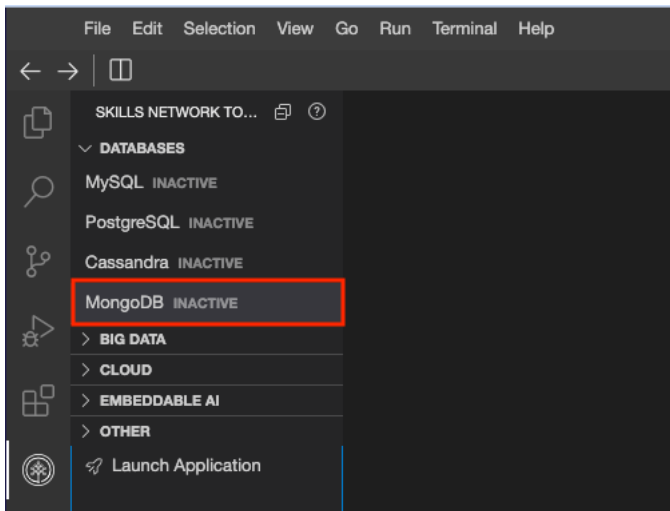 File Edit Selection View Go Run Terminal Help
SKILLS NETWORK TO...
DATABASES
MySQL INACTIVE
PostgreSQL INACTIVE
Cassandra INACTIVE
MongoDB INACTIVE
BIG DATA
CLOUD
EMBEDDABLE AI
OTHER
Launch Application